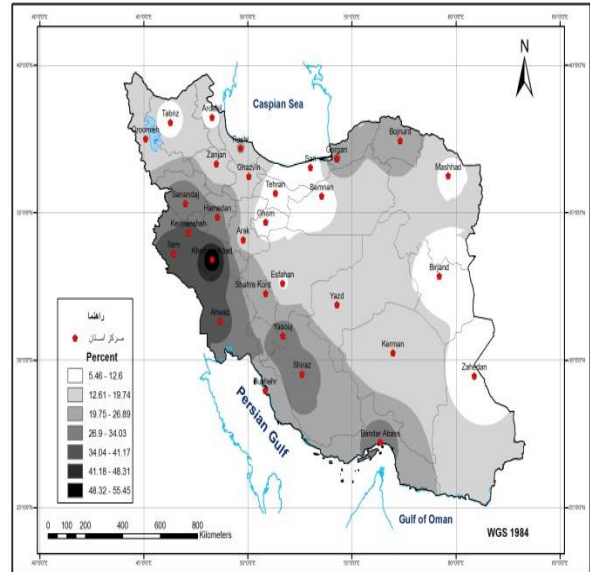 N
Caspian Sea
Tabriz
Ardebil
Oroomieh
Rasht
Zanjan
Ghazvin
Sari
Gorgan
Bojnurd
Mashhad
Tehran
Semnan
Sanandaj
Hamedan
Ghom
Kermanshah
Arak
Ilam
Khoram Abad
Esfahan
Birjand
Shahre Kord
Yazd
Ahwaz
Yasouj
Kerman
Shiraz
Zahedan
Bushehr
Bandar Abass
Persian Gulf
Gulf of Oman
راهنما
مرکز استان
Percent
5.46 - 12.6
12.61 - 19.74
19.75 - 26.89
26.9 - 34.03
34.04 - 41.17
41.18 - 48.31
48.32 - 55.45
0 100 200 400 600 800
Kilometers
WGS 1984